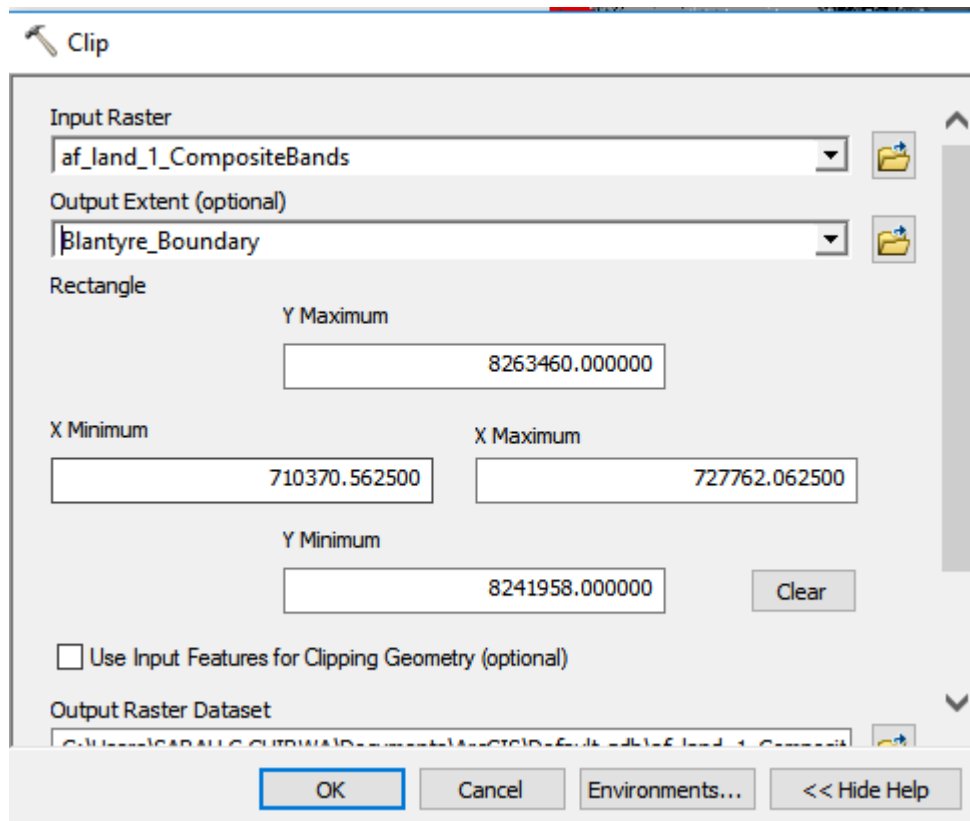 Clip
Input Raster
af_land_1_CompositeBands
Output Extent (optional)
Blantyre_Boundary
Rectangle
Y Maximum
8263460.000000
X Minimum
X Maximum
710370.562500
727762.062500
Y Minimum
8241958.000000
Clear
Use Input Features for Clipping Geometry (optional)
Output Raster Dataset
OK
Cancel
Environments...
<< Hide Help